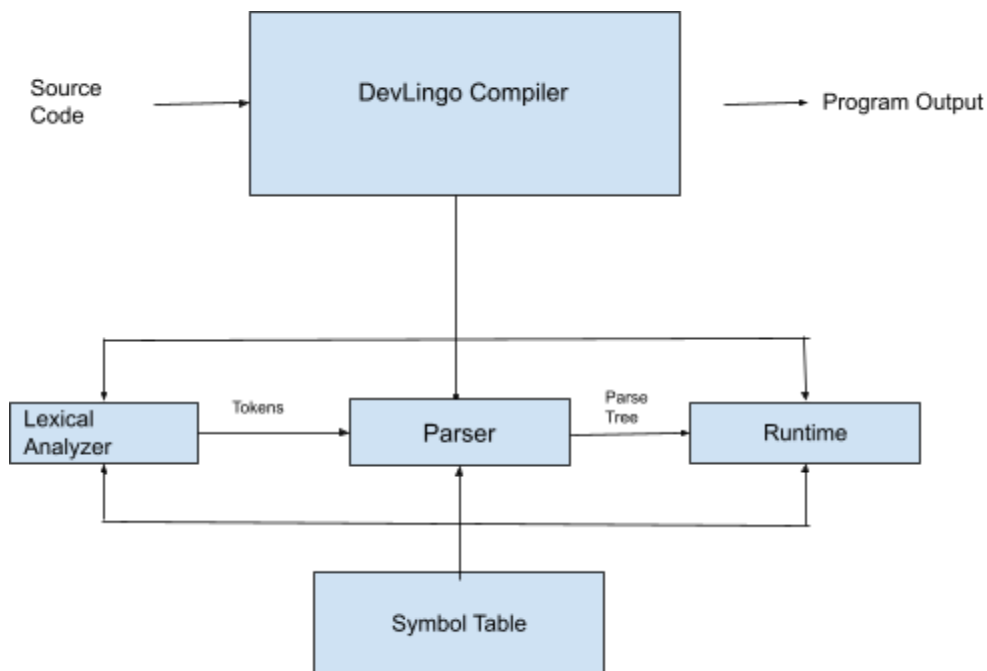 Source
Code
DevLingo Compiler
Program Output
Lexical
Analyzer
Tokens
Parser
Parse
Tree
Runtime
Symbol Table